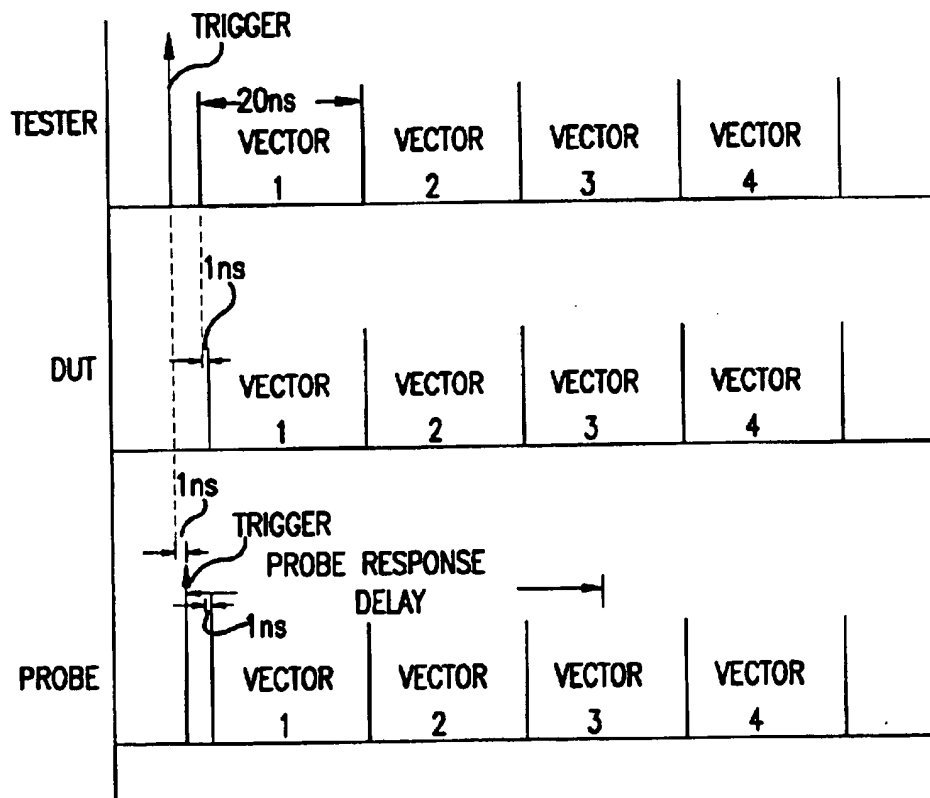 TRIGGER
TESTER
20ns
VECTOR VECTOR VECTOR VECTOR
1 2 3 4
1ns
DUT
VECTOR VECTOR VECTOR VECTOR
1 2 3 4
1ns
TRIGGER
PROBE RESPONSE
DELAY
1ns
PROBE
VECTOR VECTOR VECTOR VECTOR
1 2 3 4